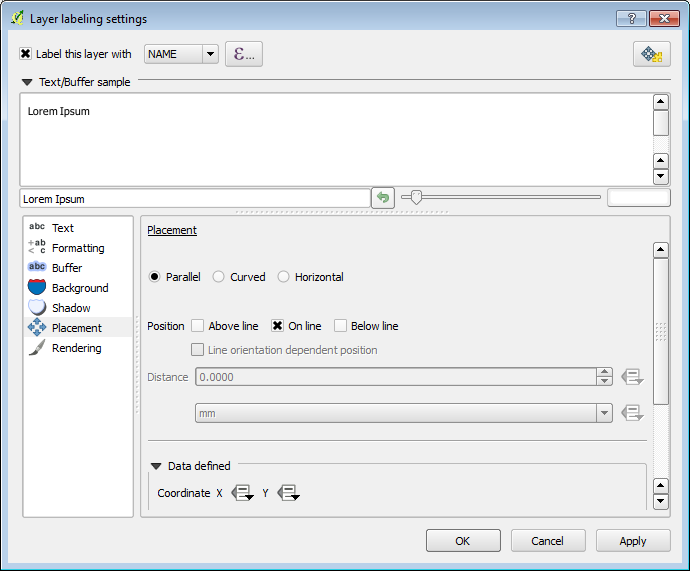 Layer labeling settings
?
Label this layer with NAME ε...
Text/Buffer sample
Lorem Ipsum
Lorem Ipsum
abc Text
+ab < c Formatting
abc Buffer
Background
Shadow
Placement
Rendering
Placement
Parallel Curved Horizontal
Position Above line On line Below line
Line orientation dependent position
Distance 0.0000
mm
Data defined
Coordinate X Y
OK Cancel Apply